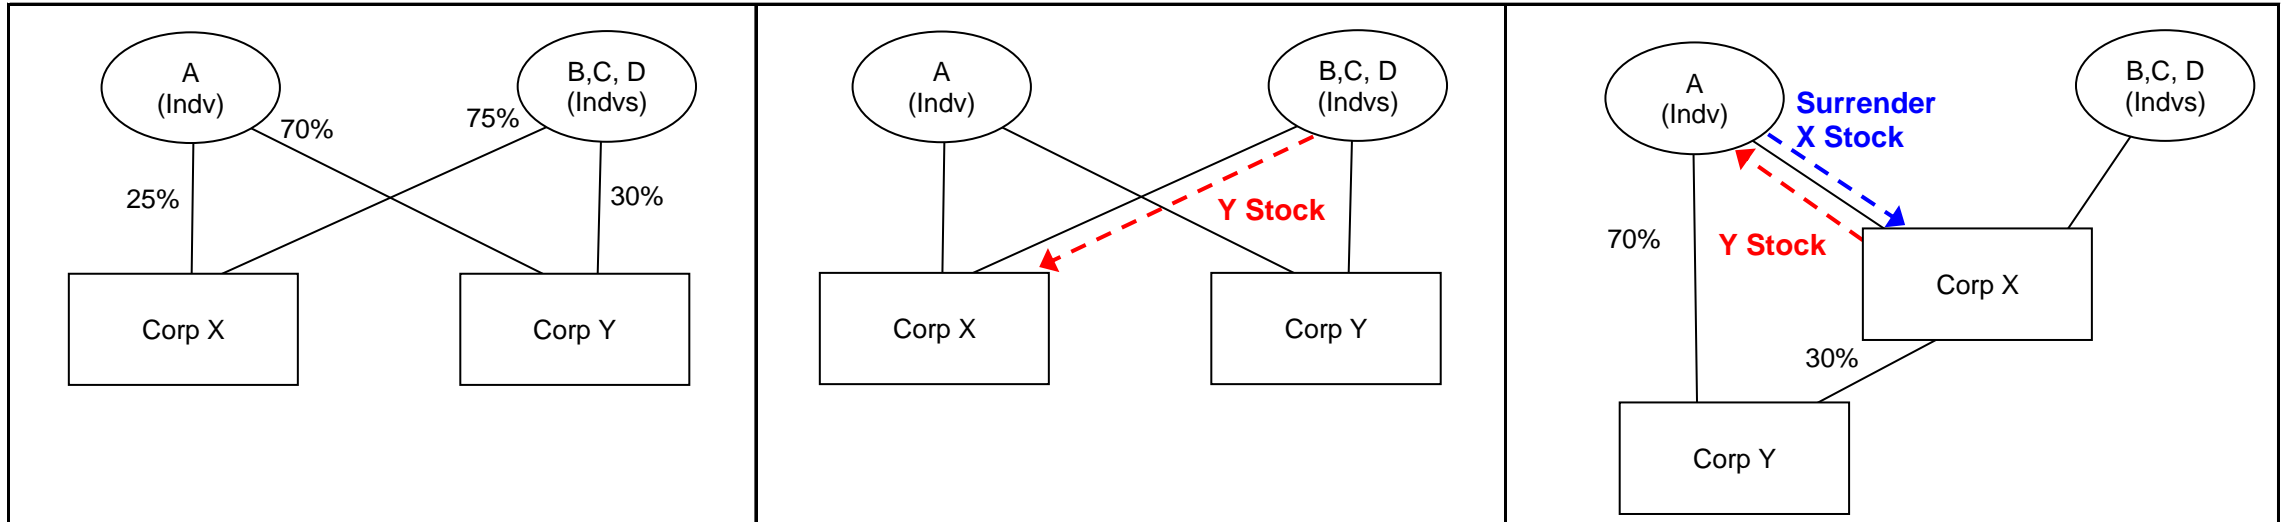 A
(Indv)
B,C, D
(Indvs)
70%
75%
25%
30%
Corp X
Corp Y
A
(Indv)
B,C, D
(Indvs)
Y Stock
Corp X
Corp Y
A
(Indv)
Surrender
X Stock
B,C, D
(Indvs)
70%
Y Stock
Corp X
30%
Corp Y